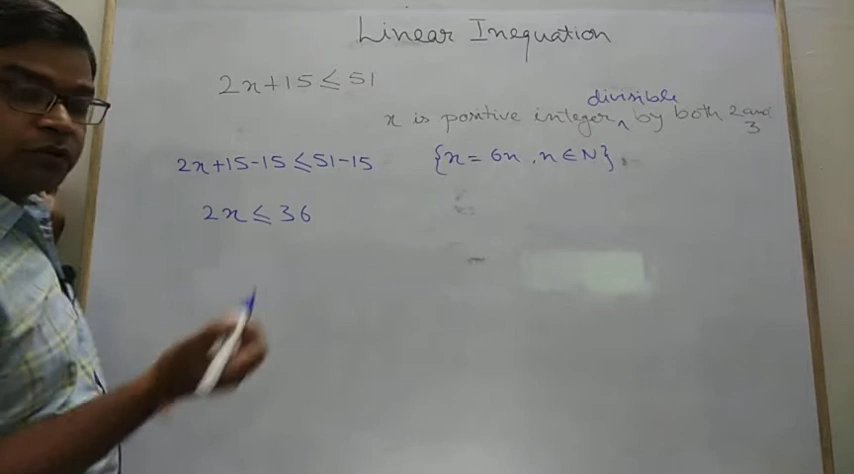 Linear Inequation
2x+15≤51
divisible
x is positive integer ^ by both 2 and
3
2x+15-15≤51-15
{x = 6n, n∈N}
2x≤36